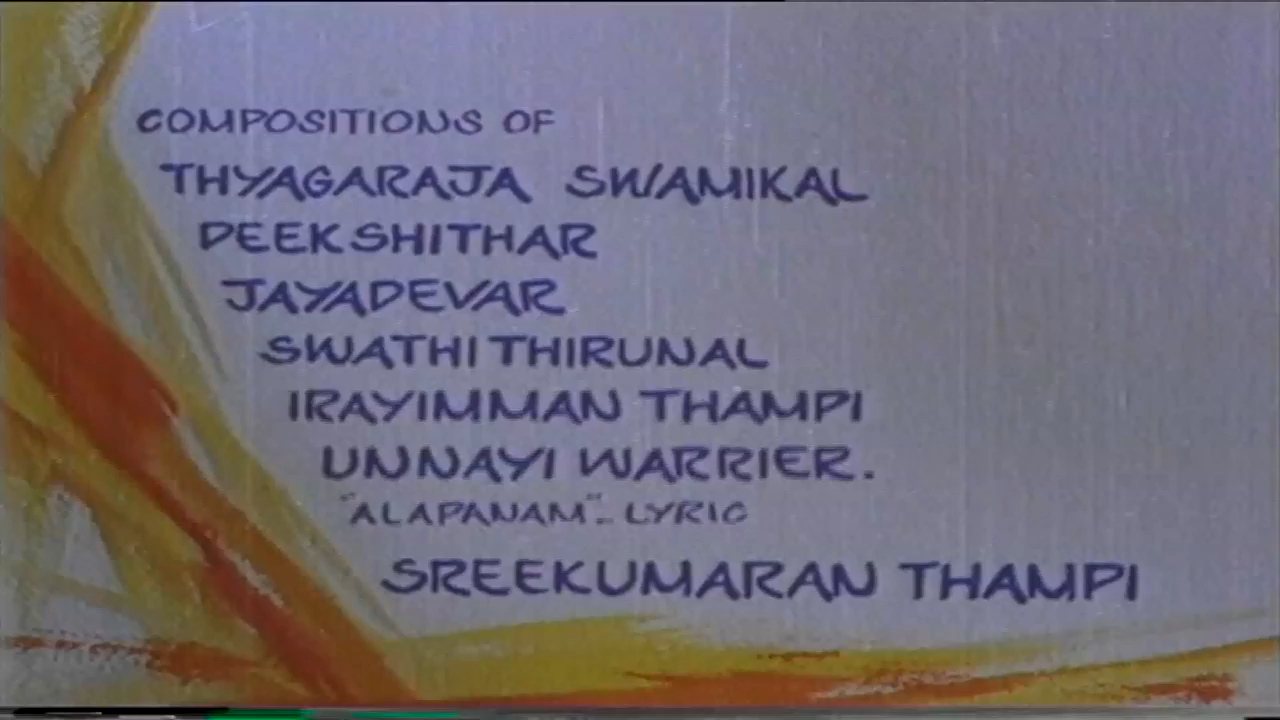 COMPOSITIONS OF
THYAGARAJA SWAMIKAL
DEEKSHITHAR
JAYADEVAR
SWATHI THIRUNAL
IRAYIMMAN THAMPI
UNNAYI WARRIER.
"ALAPANAM".. LYRIC
SREEKUMARAN THAMPI